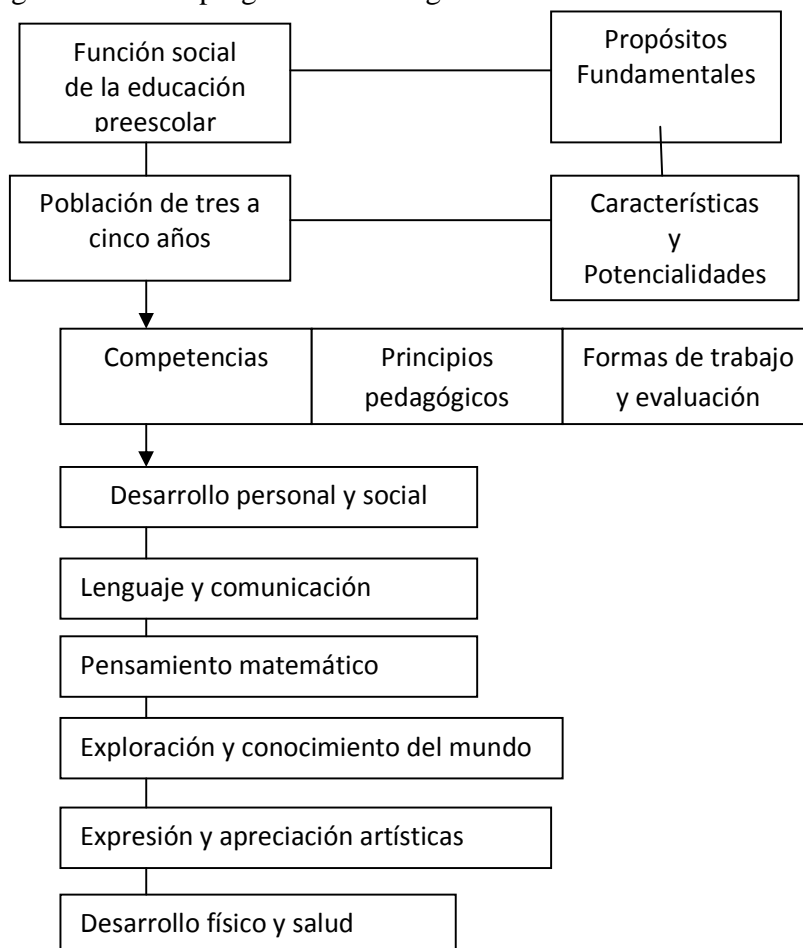 Función social
de la educación
preescolar
Propósitos
Fundamentales
Población de tres a
cinco años
Características
y
Potencialidades
Competencias
Principios
pedagógicos
Formas de trabajo
y evaluación
Desarrollo personal y social
Lenguaje y comunicación
Pensamiento matemático
Exploración y conocimiento del mundo
Expresión y apreciación artísticas
Desarrollo físico y salud